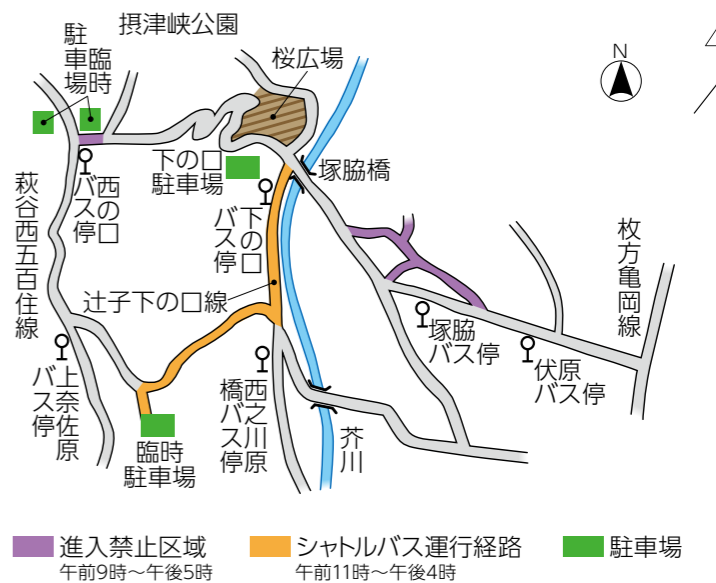 摂津峡公園
臨時
駐車場
桜広場
N
下の口
駐車場
塚脇橋
西の口
バス停
下の口
バス停
萩谷西五百住線
枚方亀岡線
辻子下の口線
塚脇
バス停
伏原
バス停
上奈佐原
バス停
西之川原
橋バス停
芥川
臨時
駐車場
進入禁止区域
午前9時〜午後5時
シャトルバス運行経路
午前11時〜午後4時
駐車場